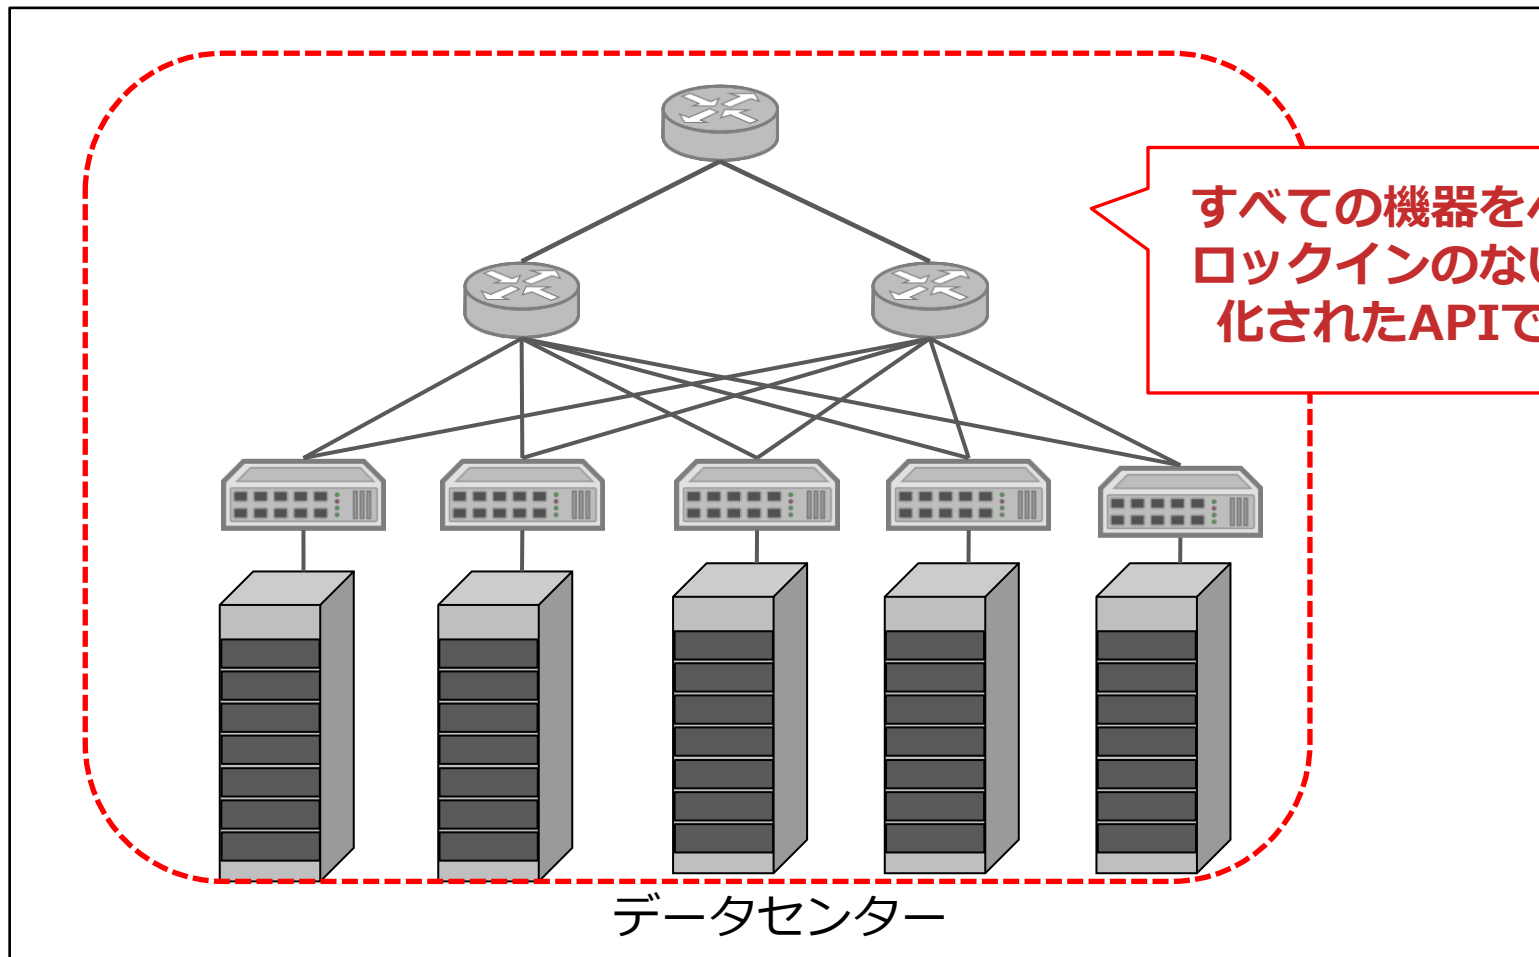 すべての機器を
ロックインのない
化されたAPIで
データセンター